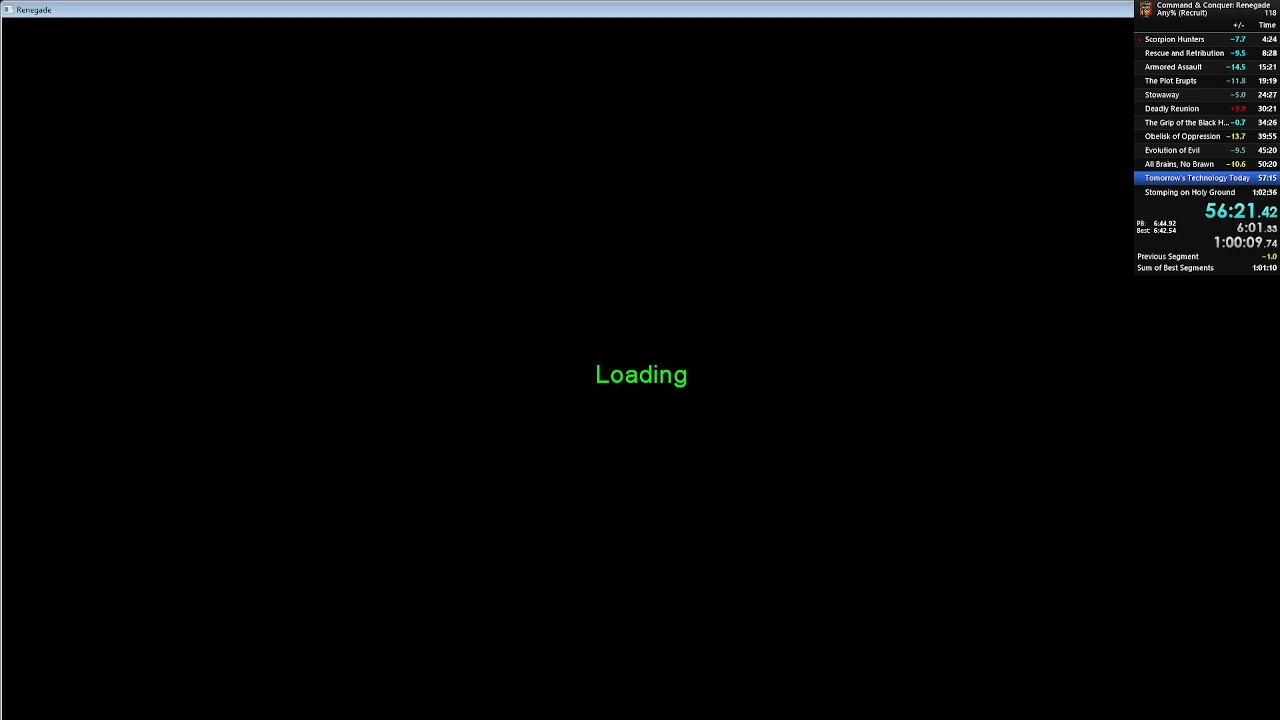 Renegade
Command & Conquer: Renegade
Any% (Recruit) 118
+/- Time
Scorpion Hunters −7.7 4:24
Rescue and Retribution −9.5 8:28
Armored Assault −14.5 15:21
The Plot Erupts −11.8 19:19
Stowaway −5.0 24:27
Deadly Reunion +3.9 30:21
The Grip of the Black H... −0.7 34:26
Obelisk of Oppression −13.7 39:55
Evolution of Evil −9.5 45:20
All Brains, No Brawn −10.6 50:20
Tomorrow's Technology Today 57:15
Stomping on Holy Ground 1:02:36
56:21.42
PB: 6:44.92
Best: 6:42.54
6:01.33
1:00:09.74
Previous Segment −1.0
Sum of Best Segments 1:01:10
Loading